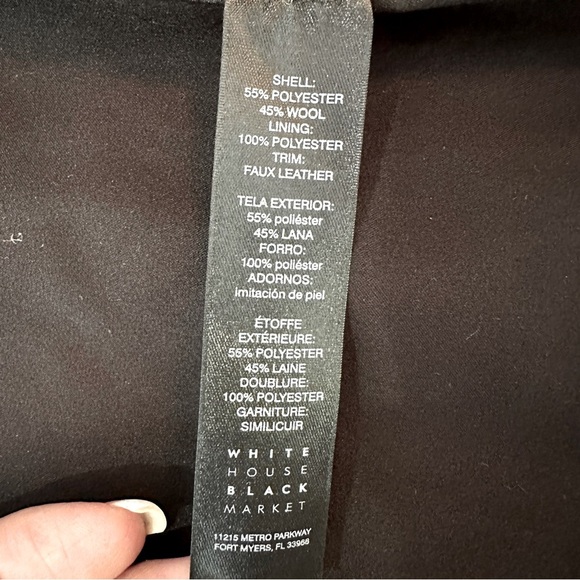 SHELL:
55% POLYESTER
45% WOOL
LINING:
100% POLYESTER
TRIM:
FAUX LEATHER
TELA EXTERIOR:
55% poliéster
45% LANA
FORRO:
100% poliéster
ADORNOS:
imitación de piel
ÉTOFFE
EXTÉRIEURE:
55% POLYESTER
45% LAINE
DOUBLURE:
100% POLYESTER
GARNITURE:
SIMILICUIR
WHITE
HOUSE
BLACK
MARKET
11215 METRO PARKWAY
FORT MYERS, FL 33966